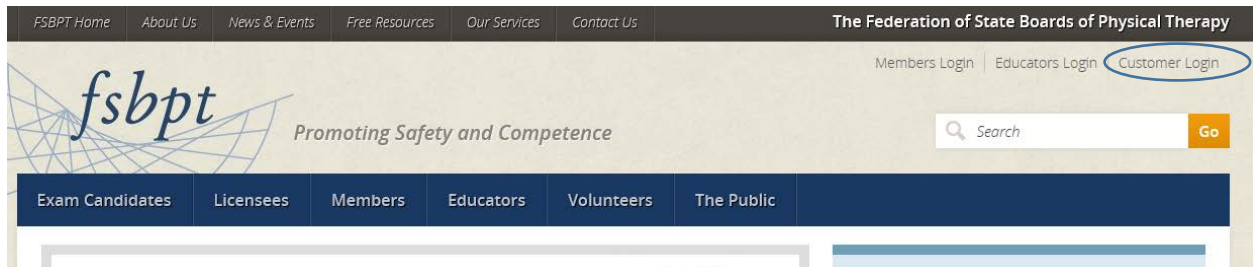 FSBPT Home About Us News & Events Free Resources Our Services Contact Us The Federation of State Boards of Physical Therapy
Members Login Educators Login Customer Login
fsbpt
Promoting Safety and Competence
Search Go
Exam Candidates Licensees Members Educators Volunteers The Public